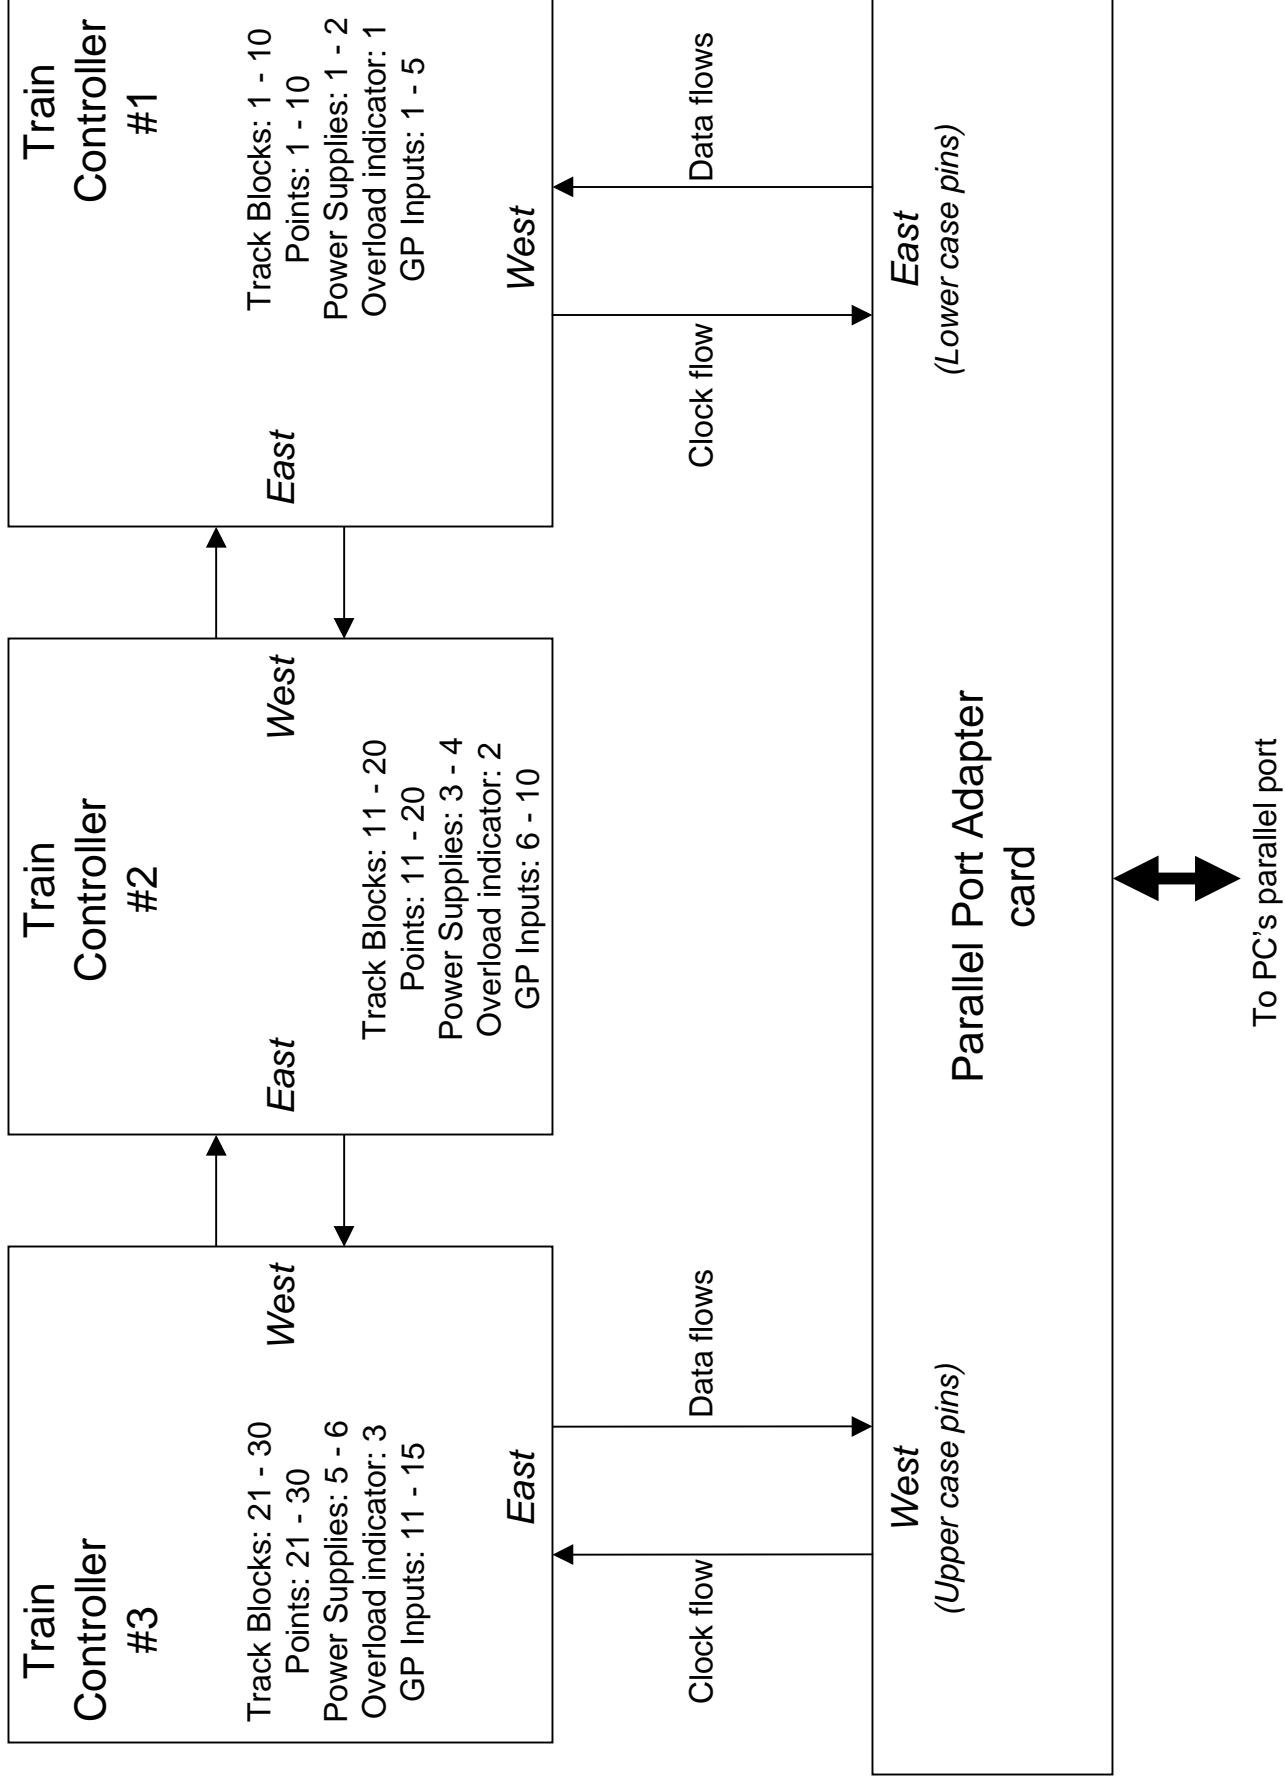 Train
Controller
#3
Track Blocks: 21 - 30
Points: 21 - 30
Power Supplies: 5 - 6
Overload indicator: 3
GP Inputs: 11 - 15
West
East
Train
Controller
#2
East
West
Track Blocks: 11 - 20
Points: 11 - 20
Power Supplies: 3 - 4
Overload indicator: 2
GP Inputs: 6 - 10
Train
Controller
#1
Track Blocks: 1 - 10
Points: 1 - 10
Power Supplies: 1 - 2
Overload indicator: 1
GP Inputs: 1 - 5
East
West
Clock flow
Data flows
Clock flow
Data flows
West
(Upper case pins)
East
(Lower case pins)
Parallel Port Adapter
card
To PC's parallel port